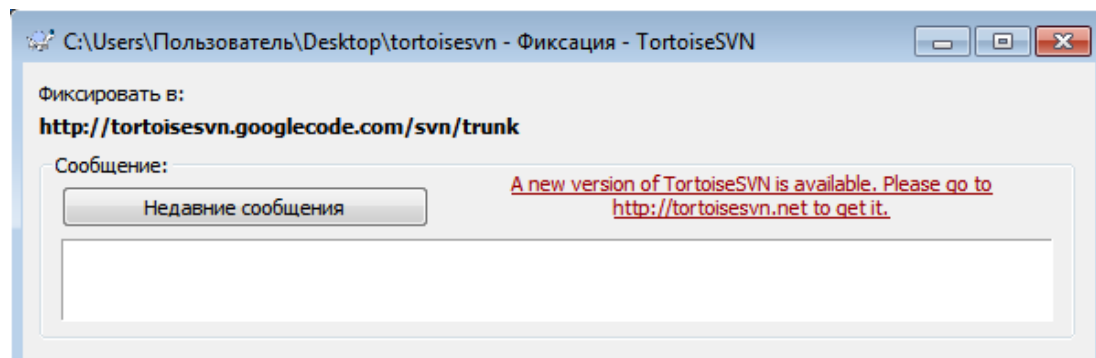 C:\Users\Пользователь\Desktop\tortoisesvn - Фиксация - TortoiseSVN
Фиксировать в:
http://tortoisesvn.googlecode.com/svn/trunk
Сообщение:
Недавние сообщения
A new version of TortoiseSVN is available. Please go to
http://tortoisesvn.net to get it.